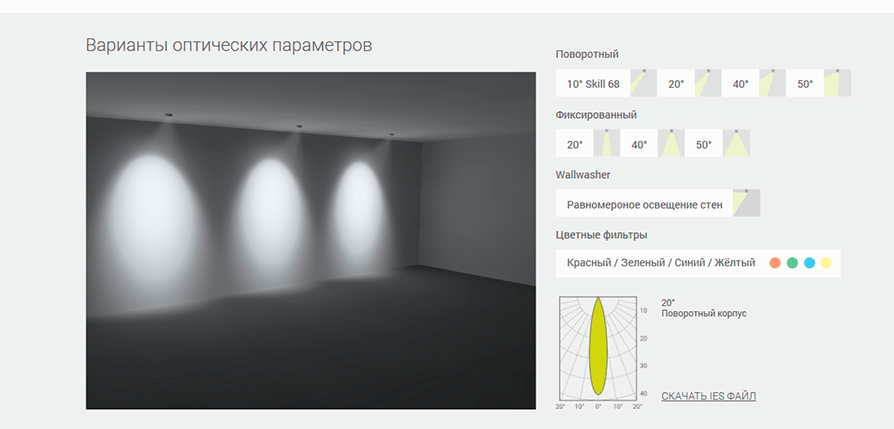 Варианты оптических параметров
Поворотный
10° Skill 68 20° 40° 50°
Фиксированный
20° 40° 50°
Wallwasher
Равномероное освещение стен
Цветные фильтры
Красный / Зеленый / Синий / Жёлтый
20°
Поворотный корпус
10
20
30
40
20° 10° 0° 10° 20°
СКАЧАТЬ IES ФАЙЛ